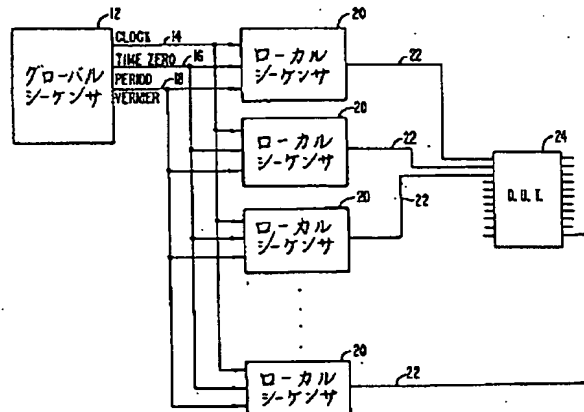 12
CLOCK 14
TIME ZERO 16
PERIOD 18
VERNIER
グローバル
シーケンサ
20
ローカル
シーケンサ
22
20
ローカル
シーケンサ
22
24
D.U.T.
20
ローカル
シーケンサ
22
20
ローカル
シーケンサ
22